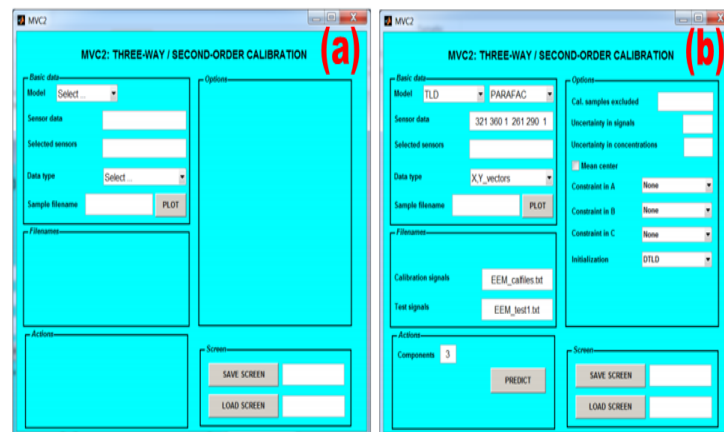 MVC2
MVC2: THREE-WAY / SECOND-ORDER CALIBRATION
(a)
Basic data
Model Select ...
Sensor data
Selected sensors
Data type Select ...
Sample filename PLOT
Options
Filenames
Actions
Screen
SAVE SCREEN
LOAD SCREEN
MVC2
MVC2: THREE-WAY / SECOND-ORDER CALIBRATION
(b)
Basic data
Model TLD PARAFAC
Sensor data 321 360 1 261 290 1
Selected sensors
Data type X,Y_vectors
Sample filename PLOT
Options
Cal. samples excluded
Uncertainty in signals
Uncertainty in concentrations
Mean center
Constraint in A None
Constraint in B None
Constraint in C None
Initialization DTLD
Filenames
Calibration signals EEM_calfiles.txt
Test signals EEM_test1.txt
Actions
Components 3
PREDICT
Screen
SAVE SCREEN
LOAD SCREEN